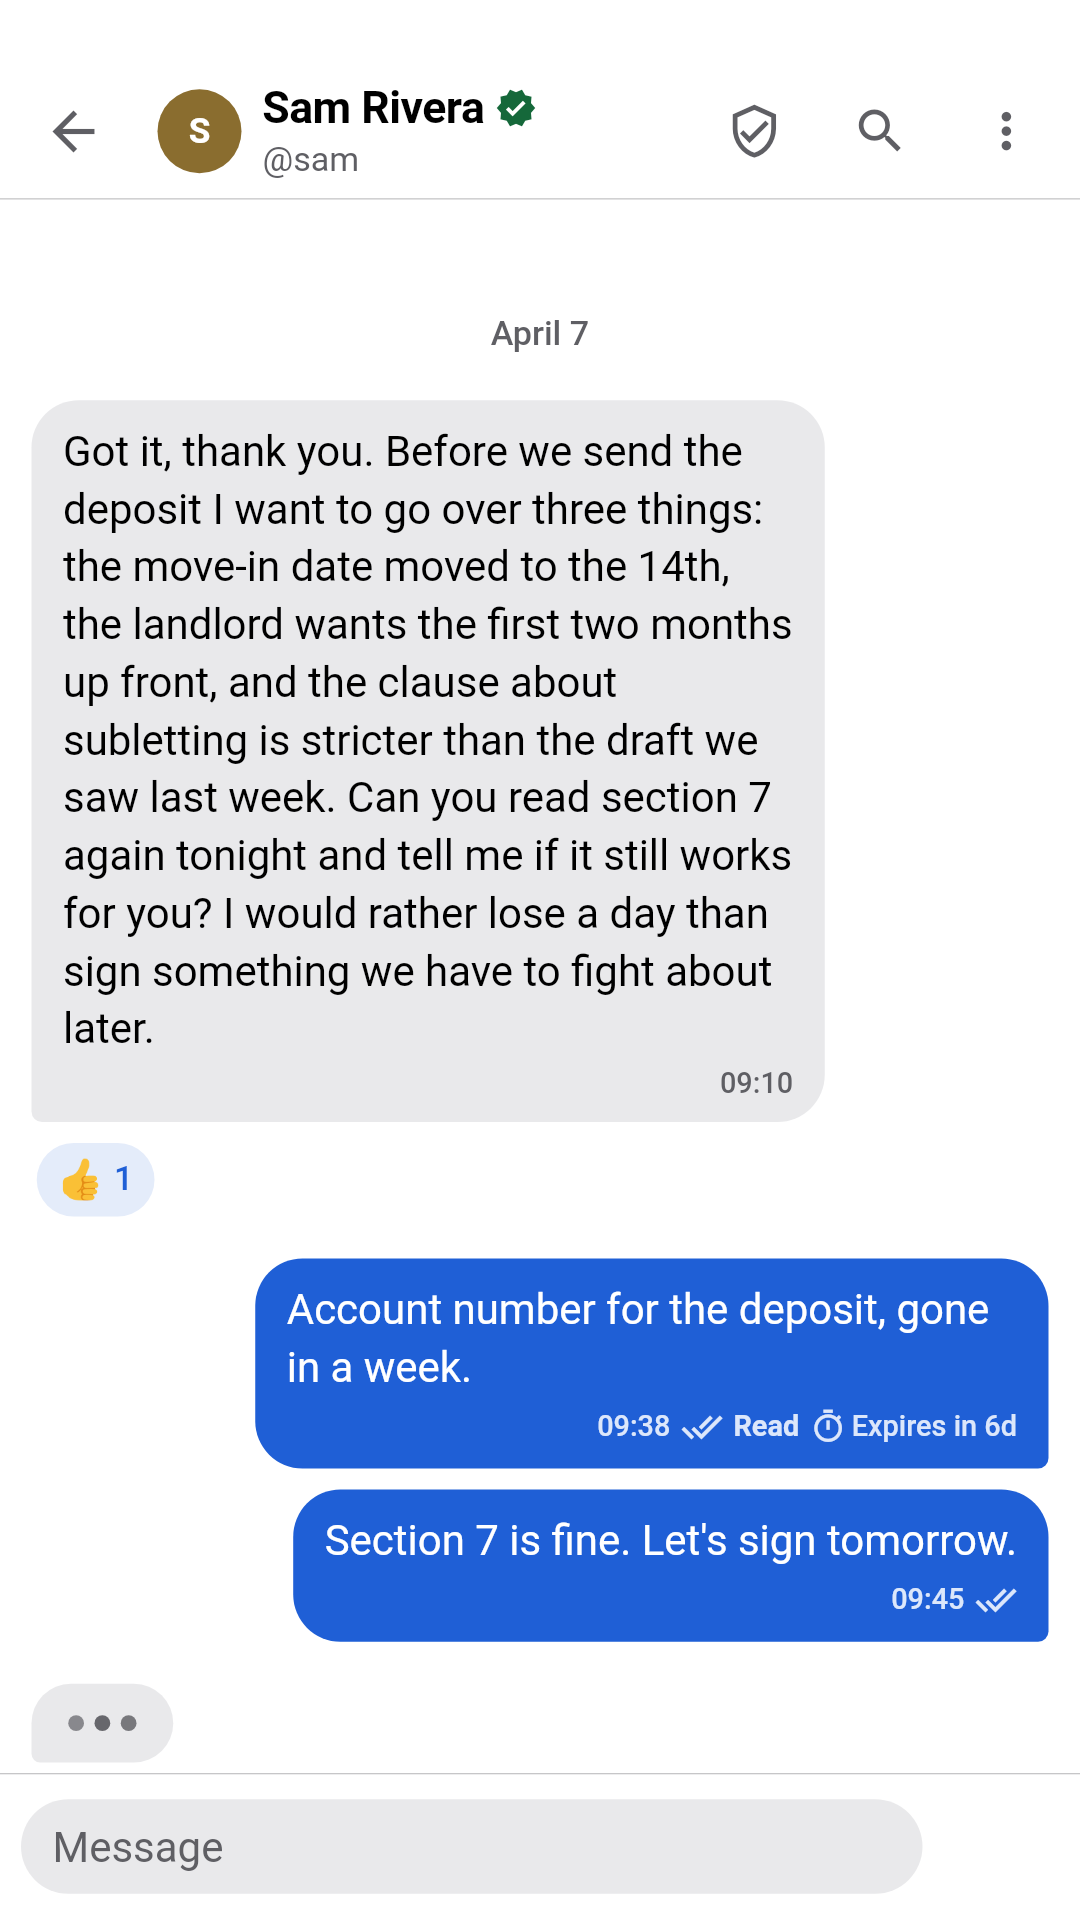 S
Sam Rivera
@sam
April 7
Got it, thank you. Before we send the
deposit I want to go over three things:
the move-in date moved to the 14th,
the landlord wants the first two months
up front, and the clause about
subletting is stricter than the draft we
saw last week. Can you read section 7
again tonight and tell me if it still works
for you? I would rather lose a day than
sign something we have to fight about
later.
09:10
👍 1
Account number for the deposit, gone
in a week.
09:38 Read Expires in 6d
Section 7 is fine. Let's sign tomorrow.
09:45
Message